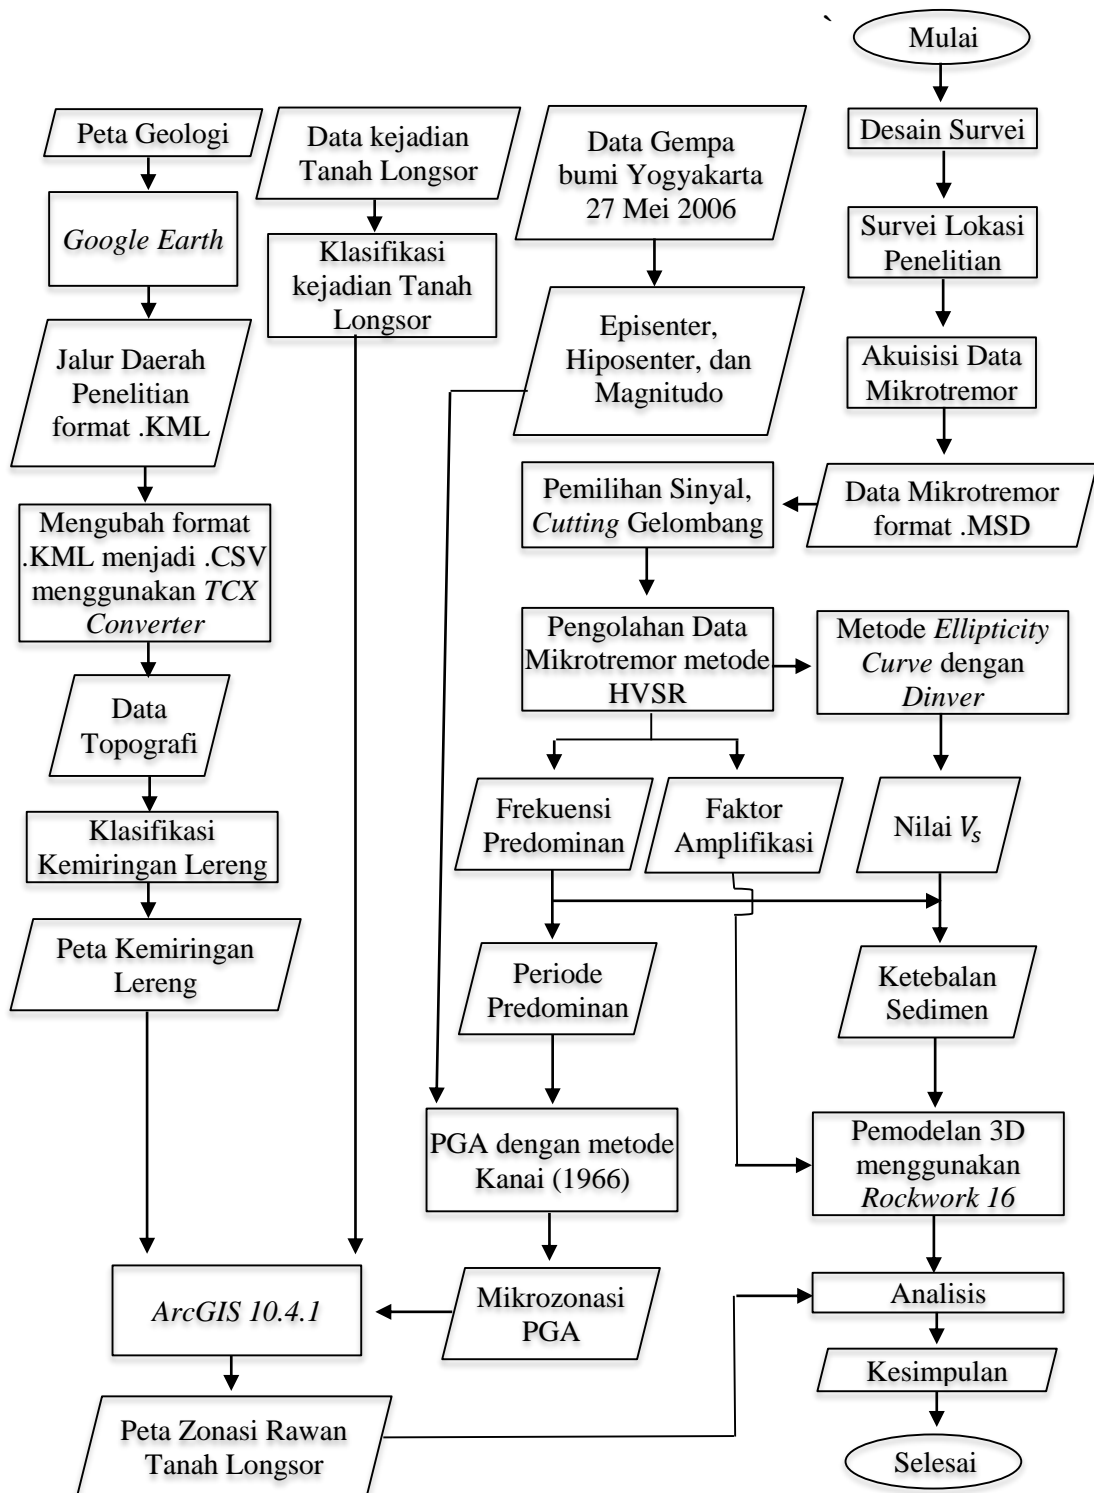 `
Mulai
Desain Survei
Survei Lokasi
Penelitian
Akuisisi Data
Mikrotremor
Data Mikrotremor
format .MSD
Peta Geologi
Google Earth
Jalur Daerah
Penelitian
format .KML
Mengubah format
.KML menjadi .CSV
menggunakan TCX
Converter
Data
Topografi
Klasifikasi
Kemiringan Lereng
Peta Kemiringan
Lereng
Data kejadian
Tanah Longsor
Klasifikasi
kejadian Tanah
Longsor
Data Gempa
bumi Yogyakarta
27 Mei 2006
Episenter,
Hiposenter, dan
Magnitudo
Pemilihan Sinyal,
Cutting Gelombang
Pengolahan Data
Mikrotremor metode
HVSR
Metode Ellipticity
Curve dengan
Dinver
Frekuensi
Predominan
Faktor
Amplifikasi
Nilai Vs
Periode
Predominan
Ketebalan
Sedimen
PGA dengan metode
Kanai (1966)
Pemodelan 3D
menggunakan
Rockwork 16
Mikrozonasi
PGA
ArcGIS 10.4.1
Peta Zonasi Rawan
Tanah Longsor
Analisis
Kesimpulan
Selesai